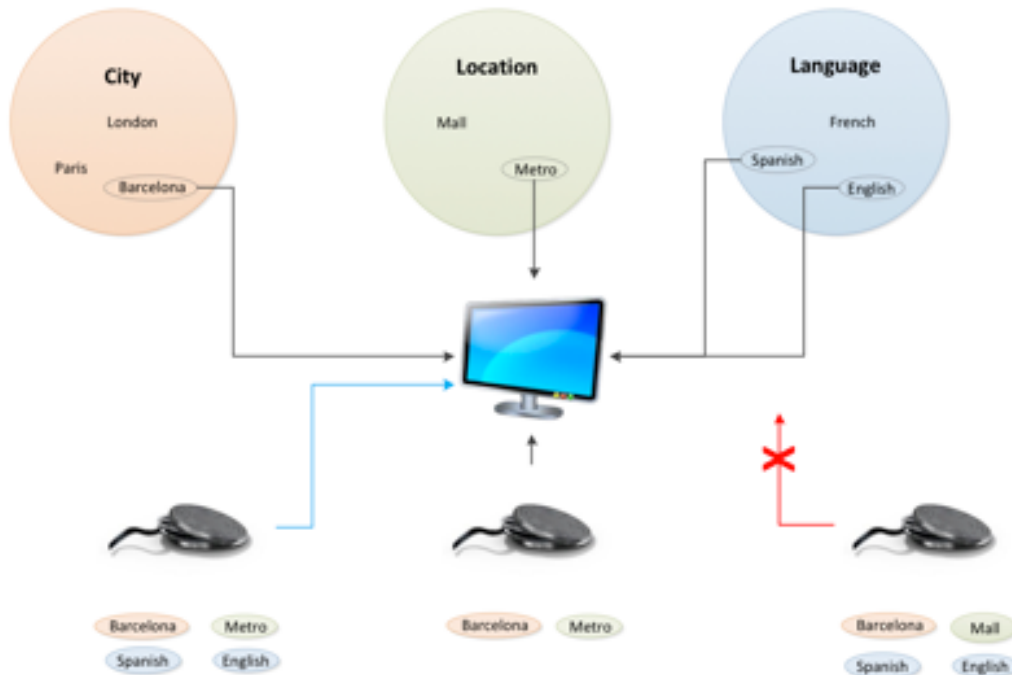 City
London
Paris
Barcelona
Location
Mall
Metro
Language
French
Spanish
English
Barcelona Metro
Spanish English
Barcelona Metro
Barcelona Mall
Spanish English